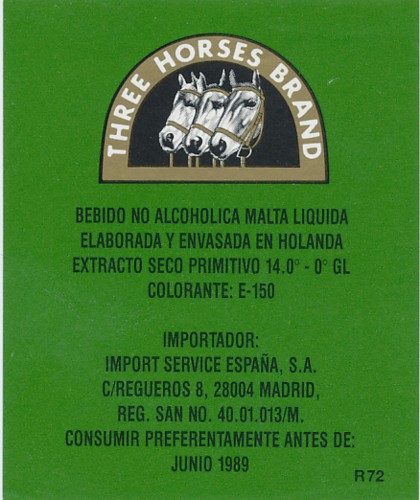 THREE HORSES BRAND
BEBIDO NO ALCOHOLICA MALTA LIQUIDA
ELABORADA Y ENVASADA EN HOLANDA
EXTRACTO SECO PRIMITIVO 14.0° - 0° GL
COLORANTE: E-150
IMPORTADOR:
IMPORT SERVICE ESPAÑA, S.A.
C/REGUEROS 8, 28004 MADRID,
REG. SAN NO. 40.01.013/M.
CONSUMIR PREFERENTAMENTE ANTES DE:
JUNIO 1989
R72